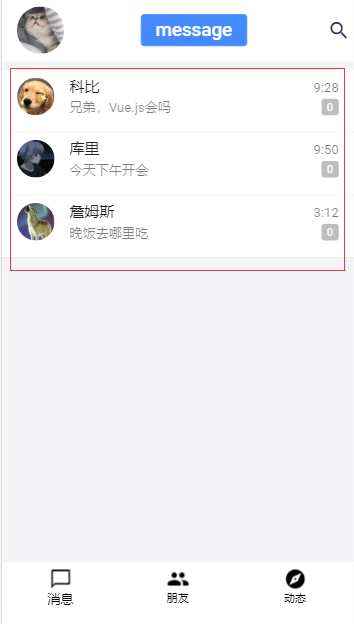 message
科比
9:28
兄弟，Vue.js会吗
0
库里
9:50
今天下午开会
0
詹姆斯
3:12
晚饭去哪里吃
0
消息
朋友
动态